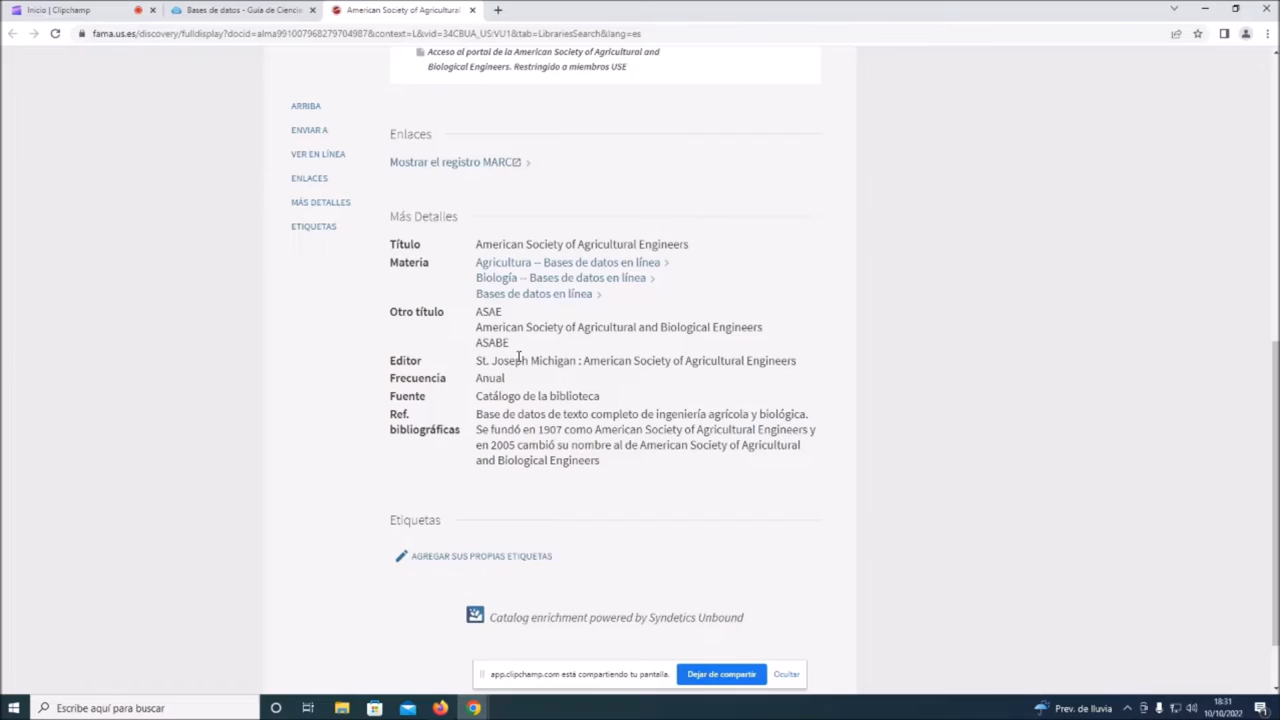 Inicio | Clipchamp
Bases de datos - Guía de Ciencia
American Society of Agricultural
fama.us.es/discovery/fulldisplay?docid=alma991007968279704987&context=L&vid=34CBUA_US:VU1&tab=LibrariesSearch&lang=es
Acceso al portal de la American Society of Agricultural and
Biological Engineers. Restringido a miembros USE
ARRIBA
ENVIAR A
VER EN LÍNEA
ENLACES
MÁS DETALLES
ETIQUETAS
Enlaces
Mostrar el registro MARC
Más Detalles
Título American Society of Agricultural Engineers
Materia Agricultura -- Bases de datos en línea
Biología -- Bases de datos en línea
Bases de datos en línea
Otro título ASAE
American Society of Agricultural and Biological Engineers
ASABE
Editor St. Joseph Michigan : American Society of Agricultural Engineers
Frecuencia Anual
Fuente Catálogo de la biblioteca
Ref. Base de datos de texto completo de ingeniería agrícola y biológica.
bibliográficas Se fundó en 1907 como American Society of Agricultural Engineers y
en 2005 cambió su nombre al de American Society of Agricultural
and Biological Engineers
Etiquetas
AGREGAR SUS PROPIAS ETIQUETAS
Catalog enrichment powered by Syndetics Unbound
app.clipchamp.com está compartiendo tu pantalla. Dejar de compartir Ocultar
Escribe aquí para buscar
Prev. de lluvia
18:31
10/10/2022